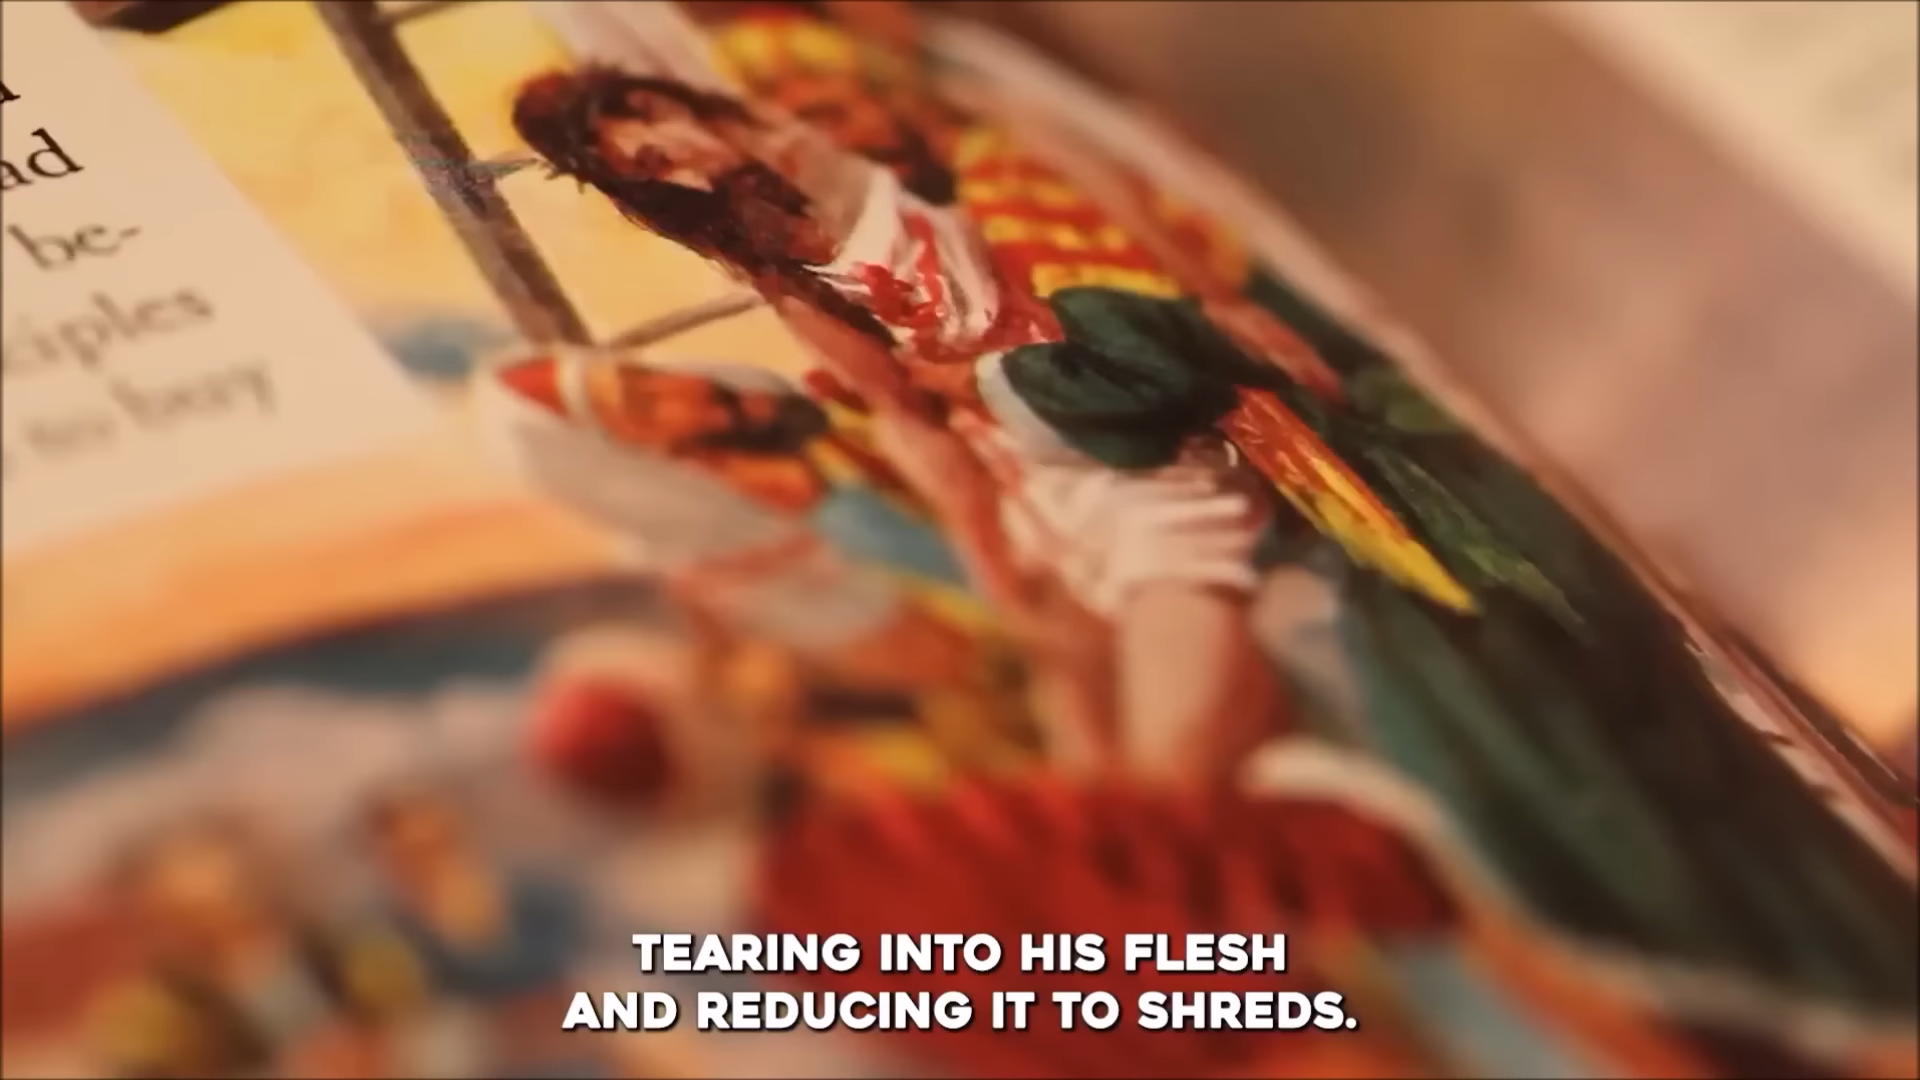 ad
be-
ciples
TEARING INTO HIS FLESH
AND REDUCING IT TO SHREDS.